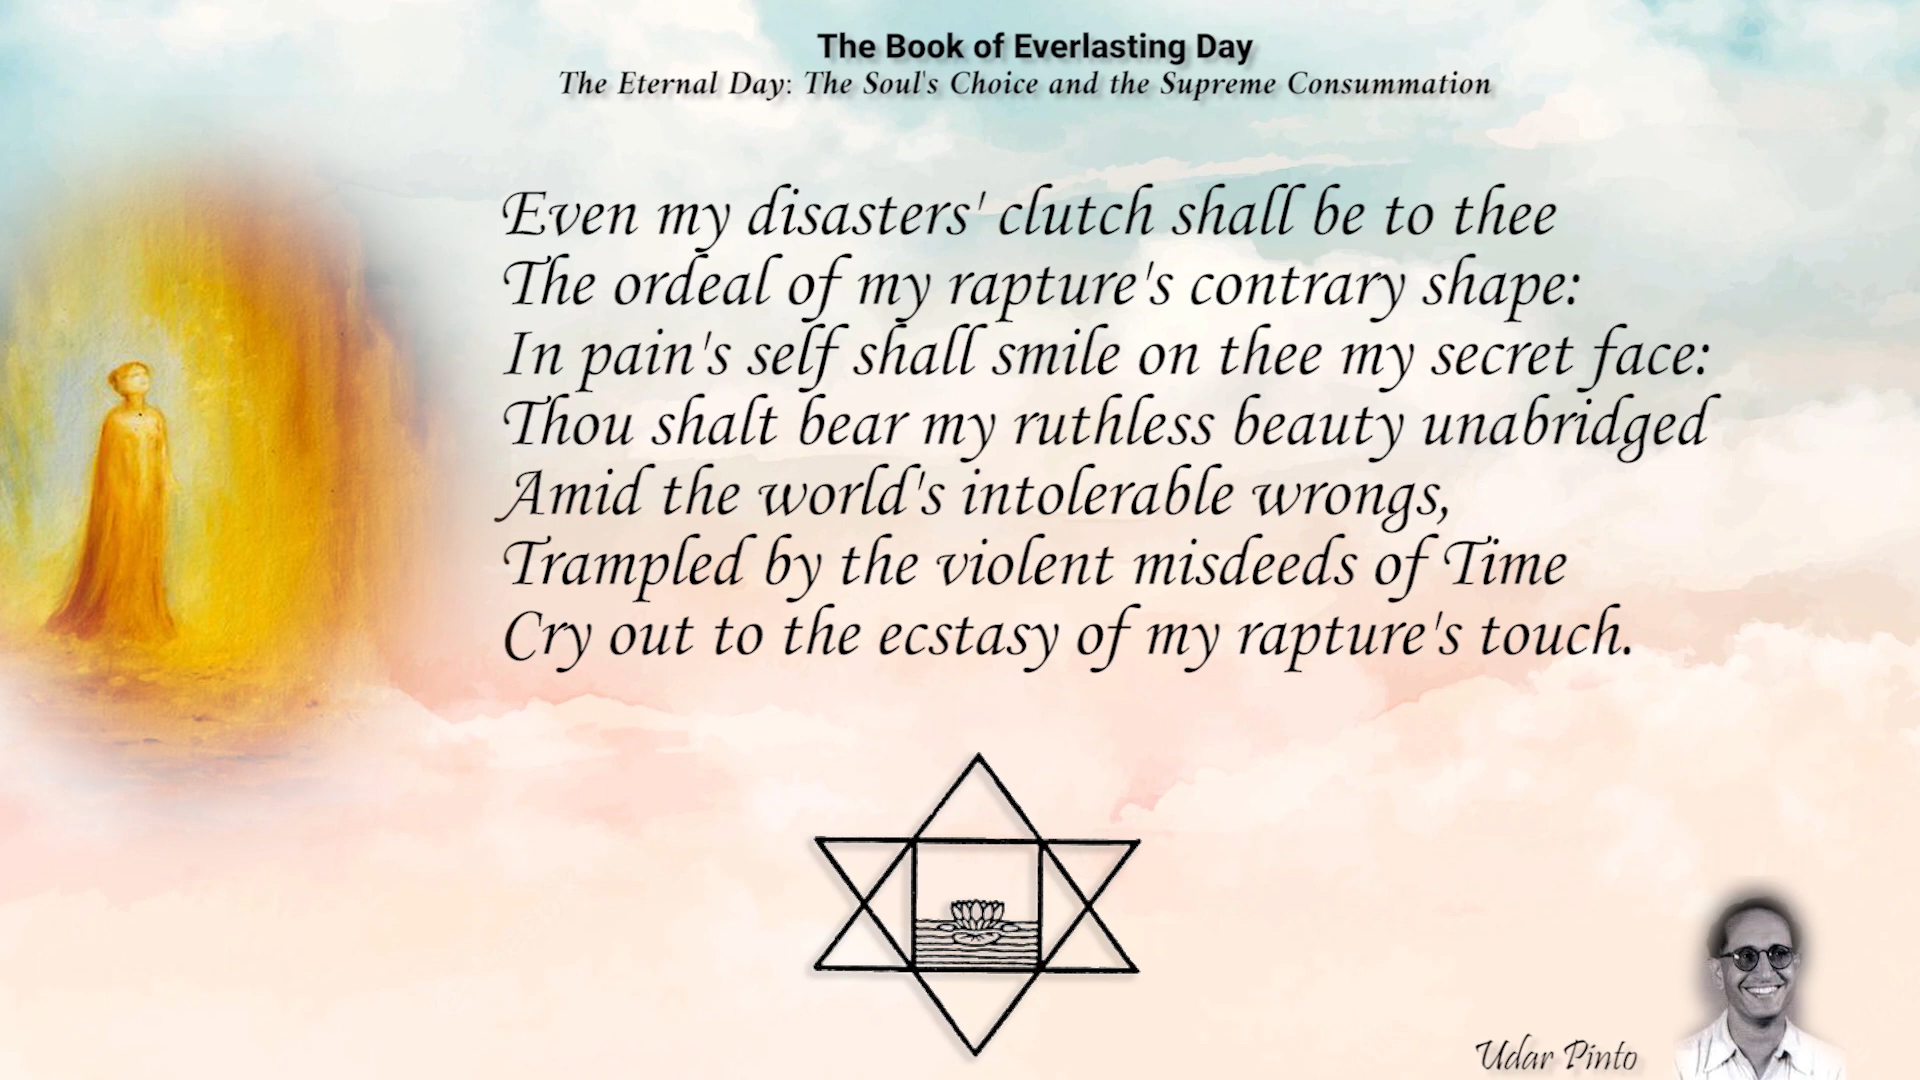 The Book of Everlasting Day
The Eternal Day: The Soul's Choice and the Supreme Consummation
Even my disasters' clutch shall be to thee
The ordeal of my rapture's contrary shape:
In pain's self shall smile on thee my secret face:
Thou shalt bear my ruthless beauty unabridged
Amid the world's intolerable wrongs,
Trampled by the violent misdeeds of Time
Cry out to the ecstasy of my rapture's touch.
Udar Pinto